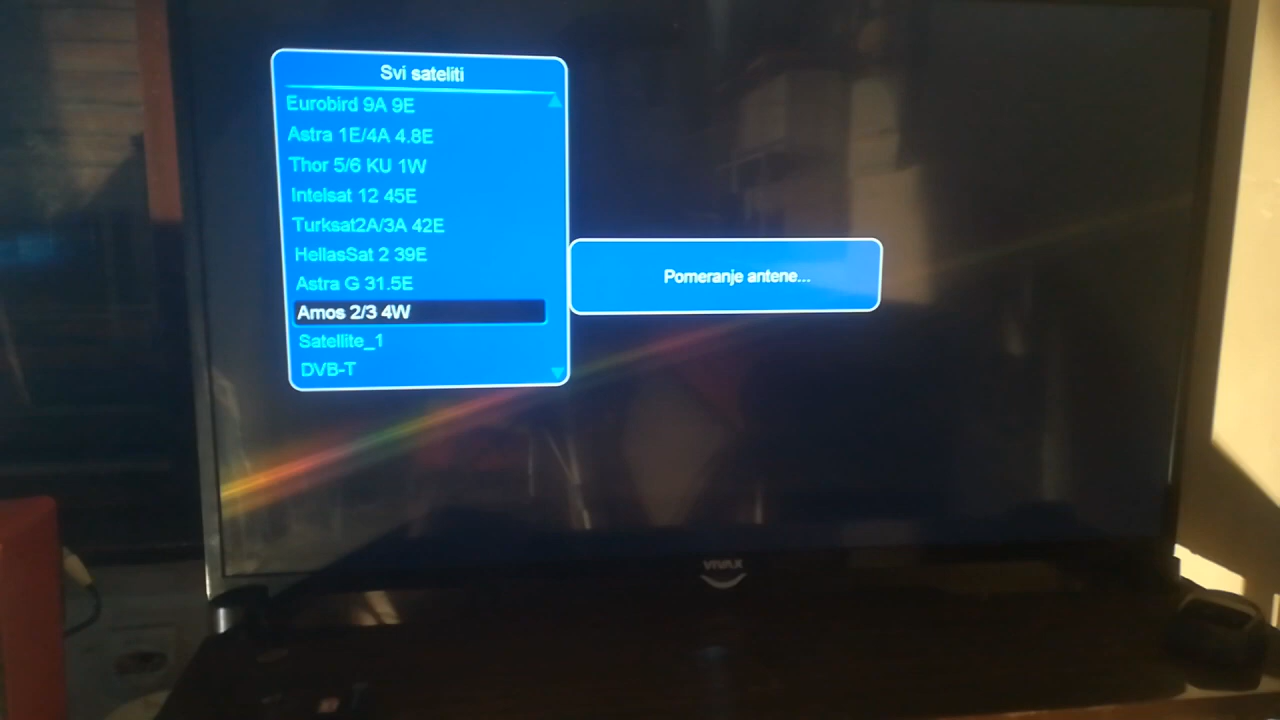 Svi sateliti
Eurobird 9A 9E
Astra 1E/4A 4.8E
Thor 5/6 KU 1W
Intelsat 12 45E
Turksat2A/3A 42E
HellasSat 2 39E
Astra G 31.5E
Amos 2/3 4W
Satellite_1
DVB-T
Pomeranje antene...
VIVAX